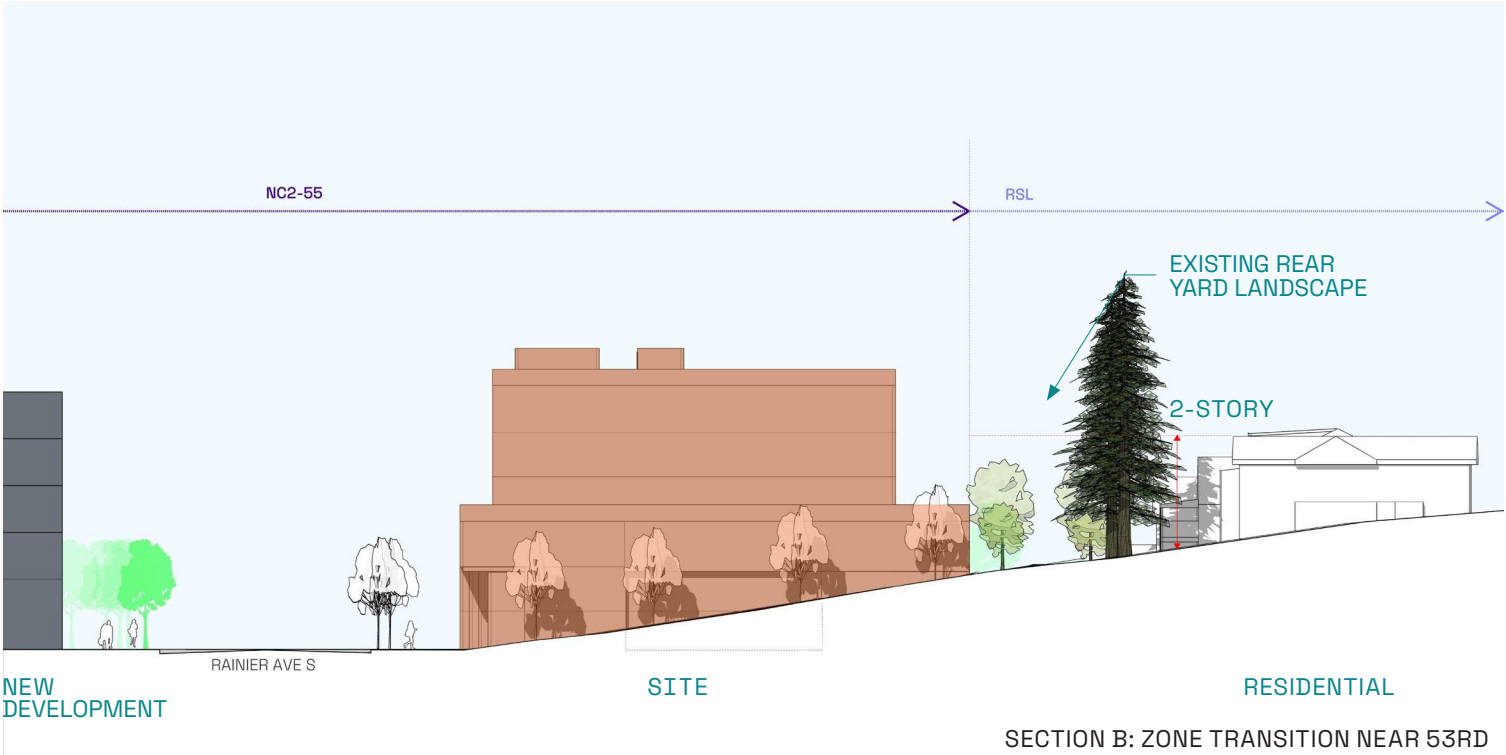 NC2-55
RSL
EXISTING REAR
YARD LANDSCAPE
2-STORY
RAINIER AVE S
NEW
DEVELOPMENT
SITE
RESIDENTIAL
SECTION B: ZONE TRANSITION NEAR 53RD